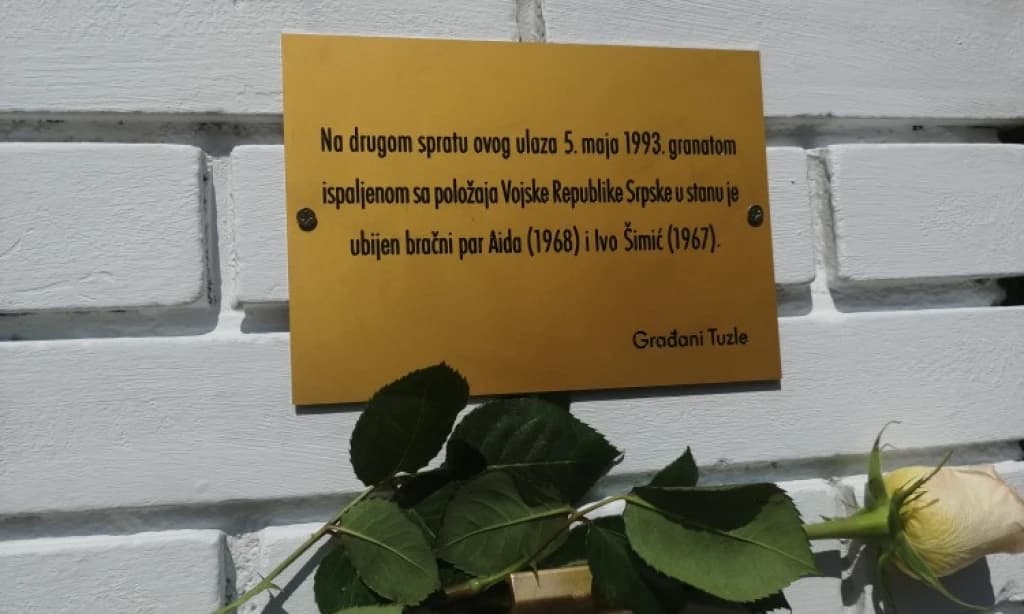 Na drugom spratu ovog ulaza 5. maja 1993. granatom
ispaljenom sa položaja Vojske Republike Srpske u stanu je
ubijen bračni par Aida (1968) i Ivo Šimić (1967).
Građani Tuzle